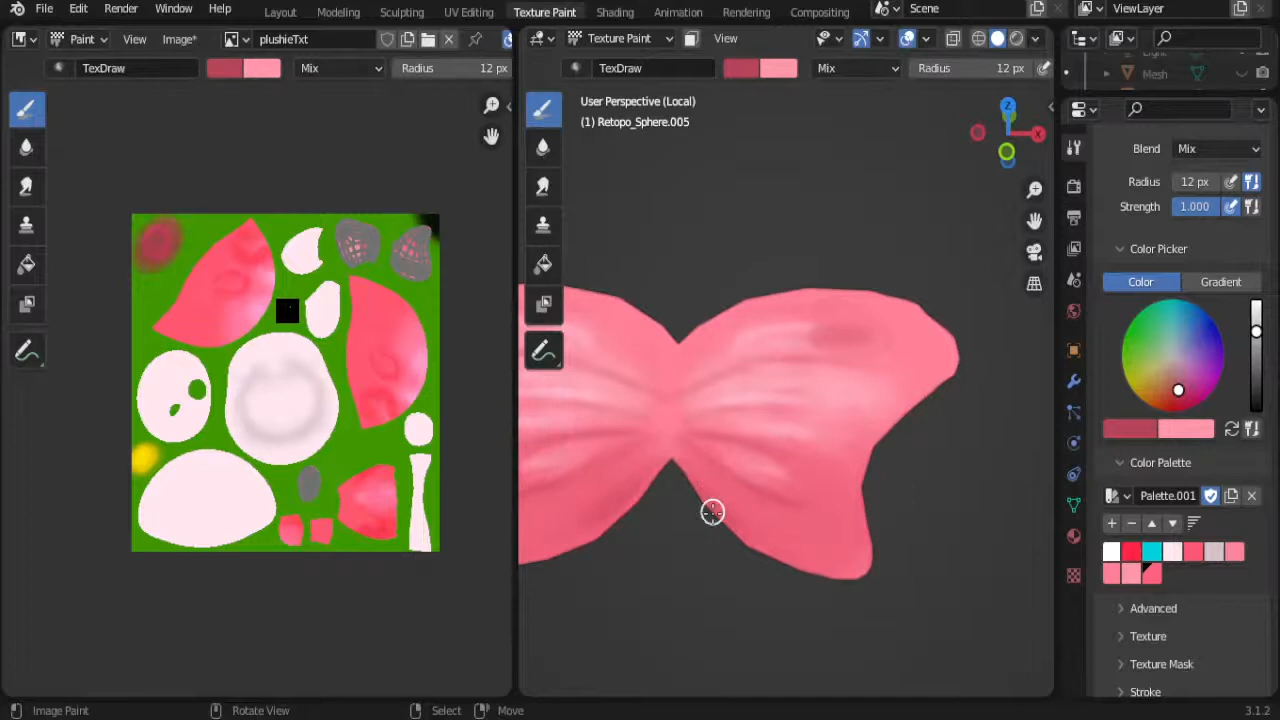 File Edit Render Window Help Layout Modeling Sculpting UV Editing Texture Paint Shading Animation Rendering Compositing Scene ViewLayer
Paint View Image* plushieTxt Texture Paint View
TexDraw Mix Radius 12 px TexDraw Mix Radius 12 px
Mesh
User Perspective (Local)
(1) Retopo_Sphere.005
Z
X
Blend Mix
Radius 12 px
Strength 1.000
Color Picker
Color Gradient
Color Palette
Palette.001
Advanced
Texture
Texture Mask
Stroke
Image Paint Rotate View Select Move 3.1.2